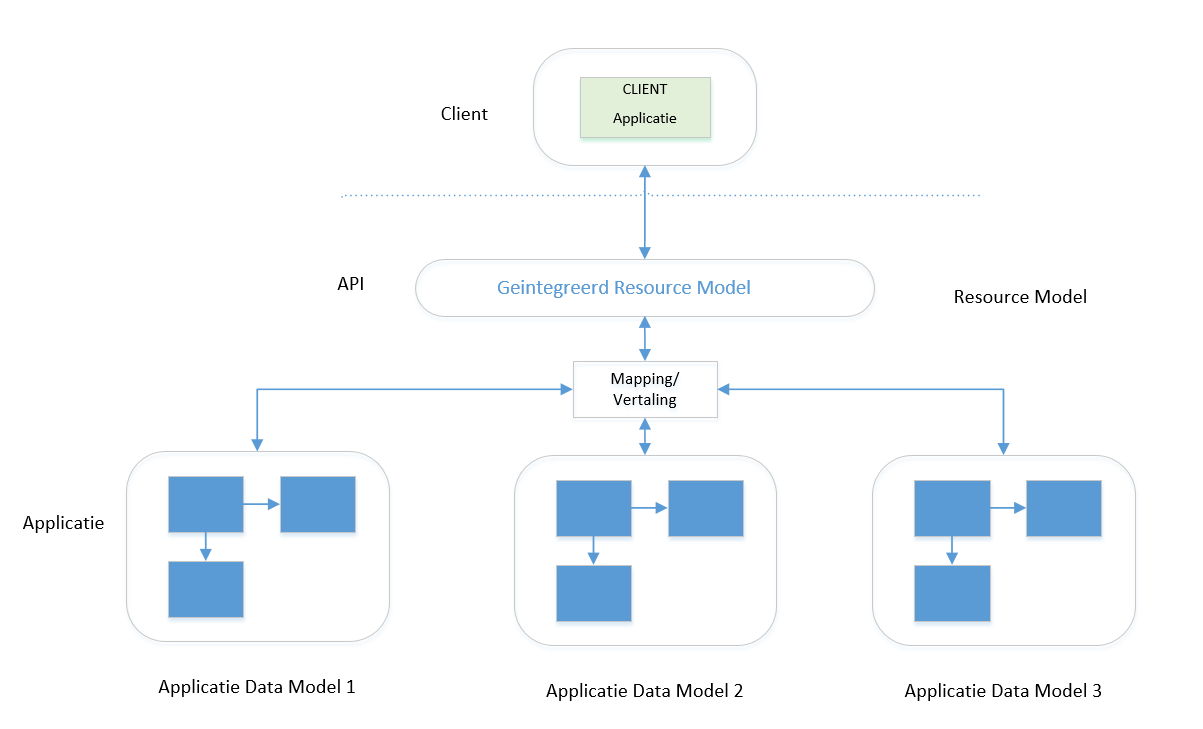 CLIENT
Applicatie
Client
API
Geintegreerd Resource Model
Resource Model
Mapping/
Vertaling
Applicatie
Applicatie Data Model 1
Applicatie Data Model 2
Applicatie Data Model 3